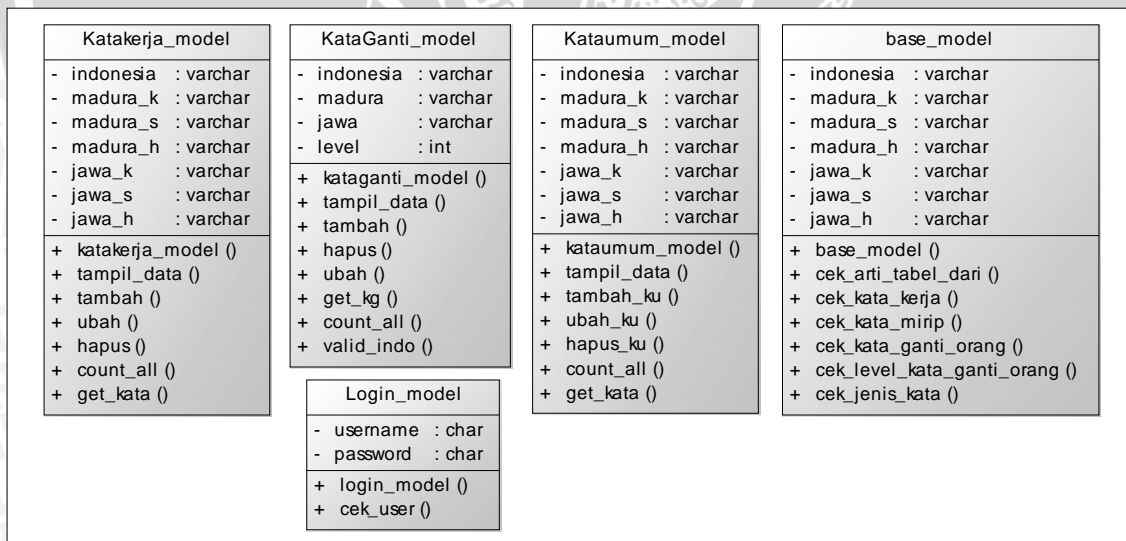 Katakerja_model
- indonesia : varchar
- madura_k : varchar
- madura_s : varchar
- madura_h : varchar
- jawa_k : varchar
- jawa_s : varchar
- jawa_h : varchar
+ katakerja_model ()
+ tampil_data ()
+ tambah ()
+ ubah ()
+ hapus ()
+ count_all ()
+ get_kata ()
KataGanti_model
- indonesia : varchar
- madura : varchar
- jawa : varchar
- level : int
+ kataganti_model ()
+ tampil_data ()
+ tambah ()
+ hapus ()
+ ubah ()
+ get_kg ()
+ count_all ()
+ valid_indo ()
Login_model
- username : char
- password : char
+ login_model ()
+ cek_user ()
Kataumum_model
- indonesia : varchar
- madura_k : varchar
- madura_s : varchar
- madura_h : varchar
- jawa_k : varchar
- jawa_s : varchar
- jawa_h : varchar
+ kataumum_model ()
+ tampil_data ()
+ tambah_ku ()
+ ubah_ku ()
+ hapus_ku ()
+ count_all ()
+ get_kata ()
base_model
- indonesia : varchar
- madura_k : varchar
- madura_s : varchar
- madura_h : varchar
- jawa_k : varchar
- jawa_s : varchar
- jawa_h : varchar
+ base_model ()
+ cek_arti_tabel_dari ()
+ cek_kata_kerja ()
+ cek_kata_mirip ()
+ cek_kata_ganti_orang ()
+ cek_level_kata_ganti_orang ()
+ cek_jenis_kata ()